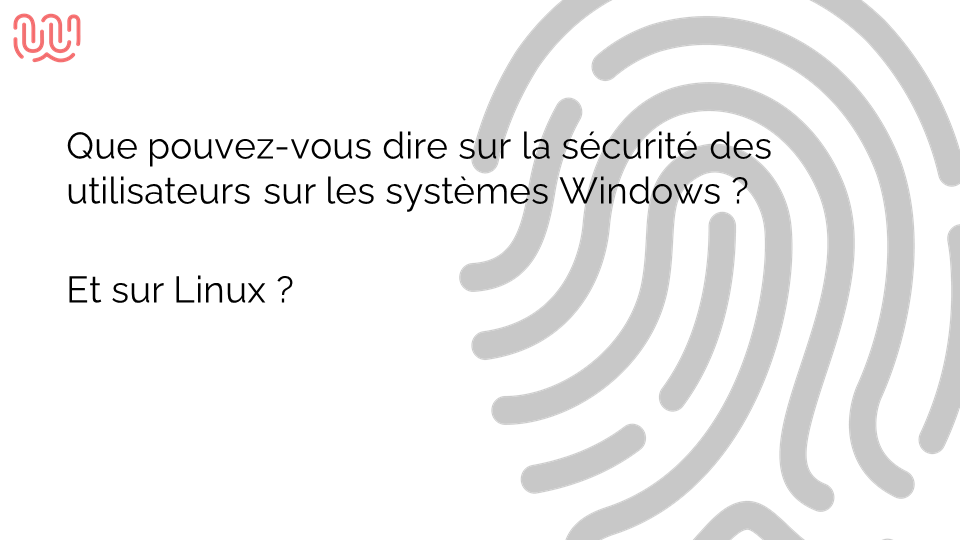 Que pouvez-vous dire sur la sécurité des
utilisateurs sur les systèmes Windows ?
Et sur Linux ?